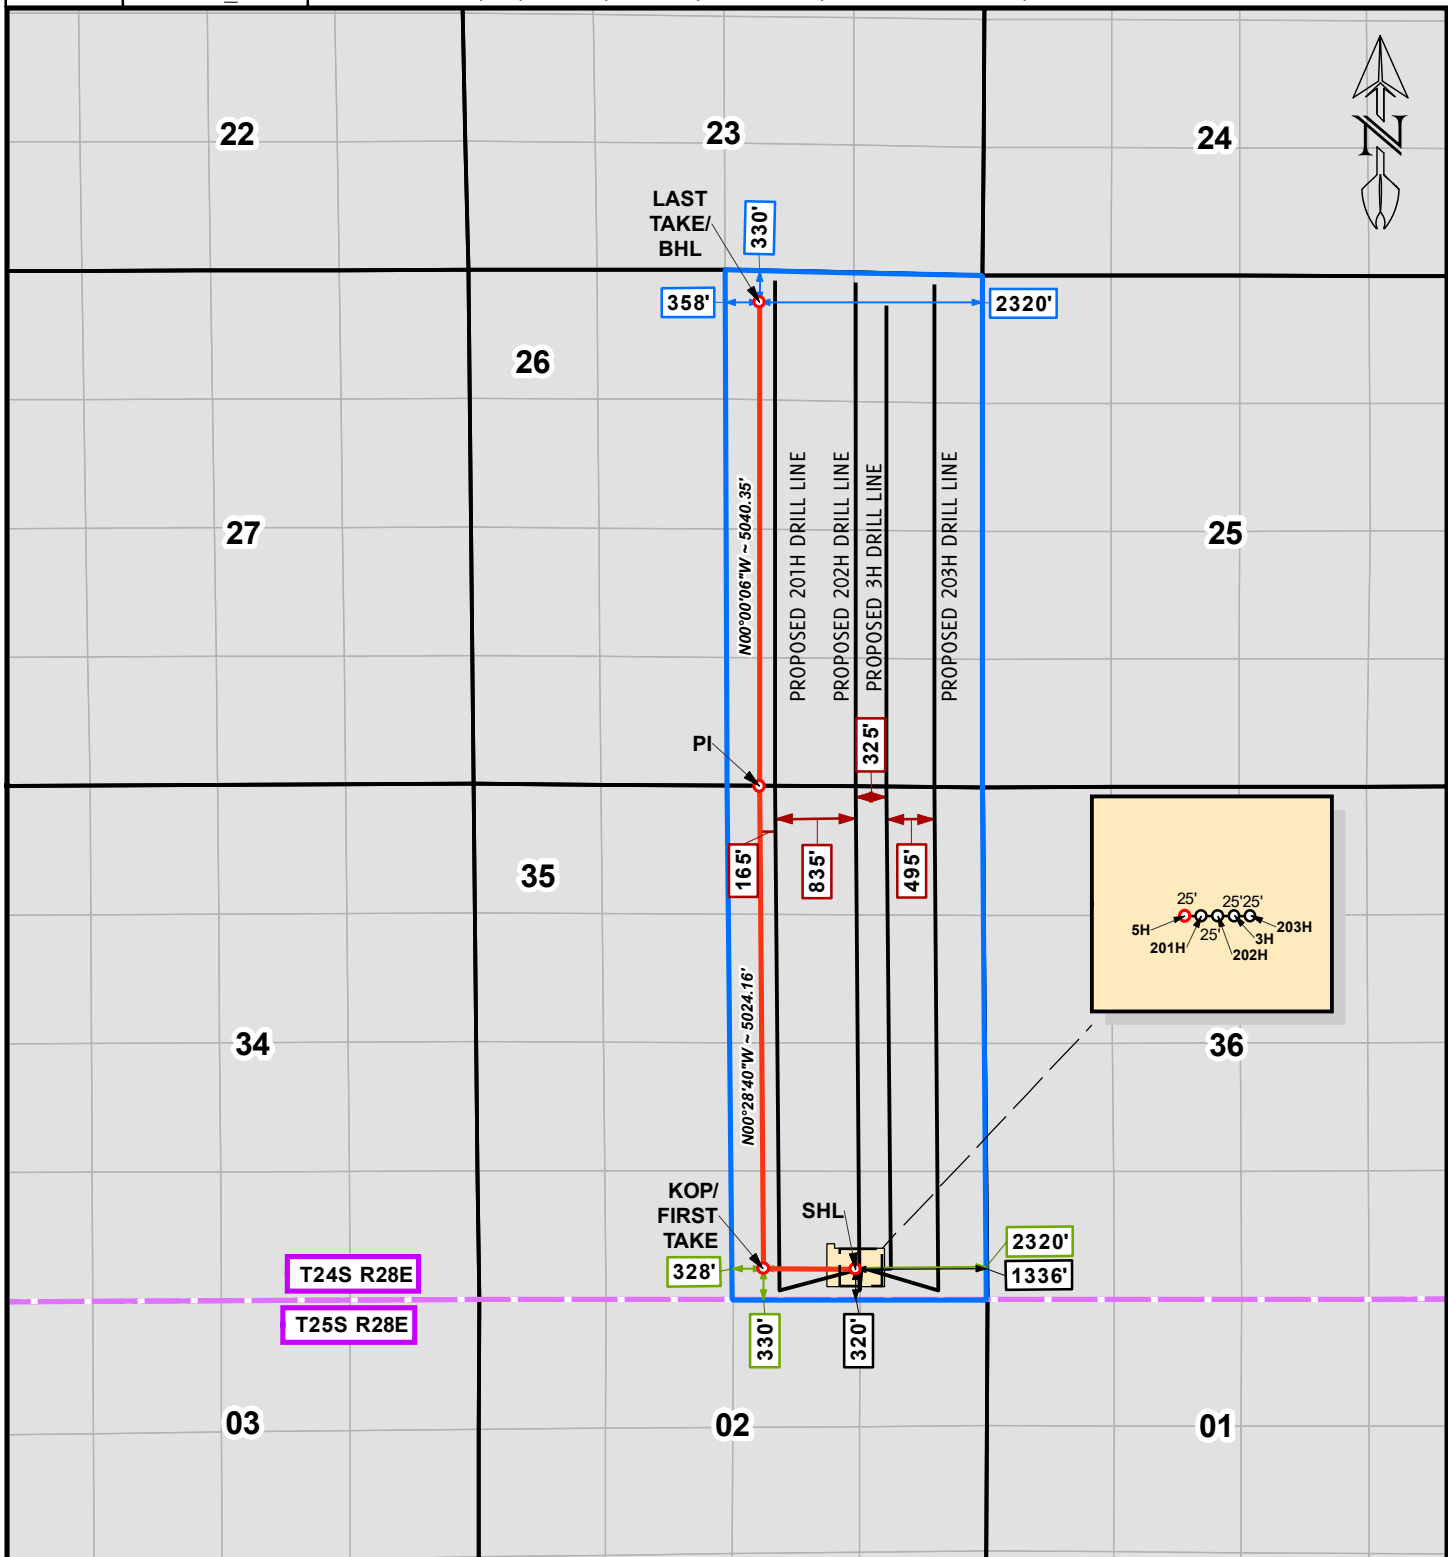 22
23
24
N
LAST
TAKE/
BHL
330'
358'
2320'
26
27
25
N00°00'06"W ~ 5040.35'
PROPOSED 201H DRILL LINE
PROPOSED 202H DRILL LINE
PROPOSED 3H DRILL LINE
PROPOSED 203H DRILL LINE
PI
325'
165'
835'
495'
35
25'
25'25'
5H
203H
201H
25'
3H
202H
34
36
N00°28'40"W ~ 5024.16'
KOP/
FIRST
TAKE
SHL
328'
2320'
1336'
T24S R28E
T25S R28E
330'
320'
03
02
01